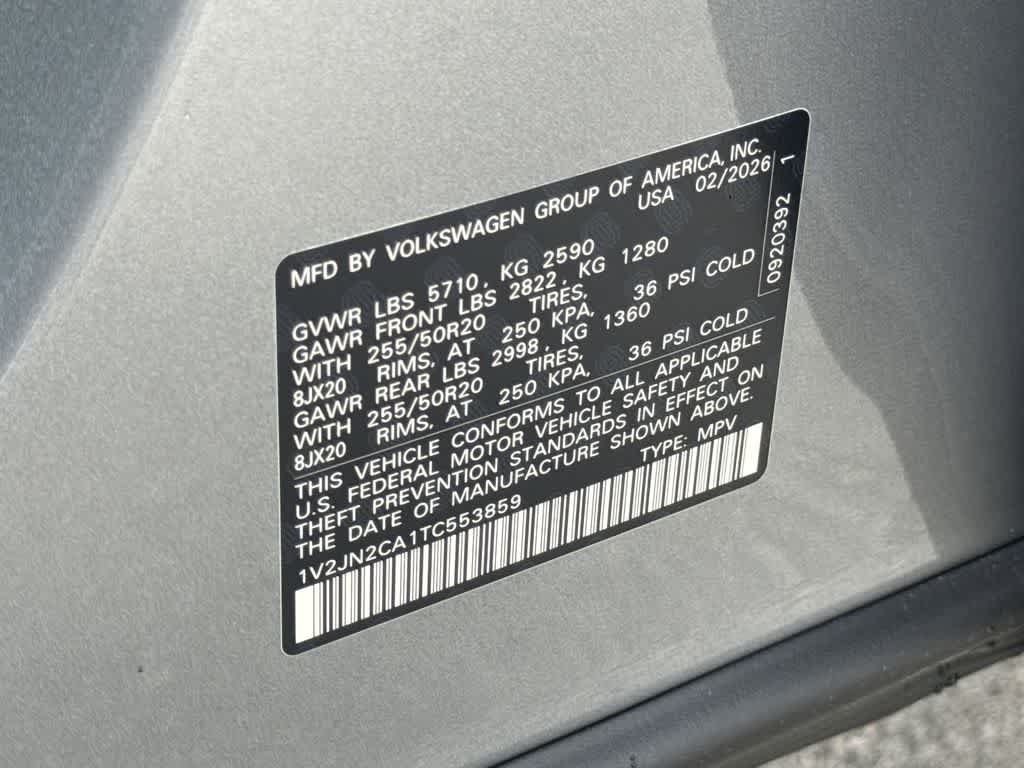 MFD BY VOLKSWAGEN GROUP OF AMERICA, INC.
USA 02/2026
GVWR LBS 5710, KG 2590
GAWR FRONT LBS 2822, KG 1280
WITH 255/50R20 TIRES,
8JX20 RIMS, AT 250 KPA, 36 PSI COLD
GAWR REAR LBS 2998, KG 1360
WITH 255/50R20 TIRES,
8JX20 RIMS, AT 250 KPA, 36 PSI COLD
THIS VEHICLE CONFORMS TO ALL APPLICABLE
U.S. FEDERAL MOTOR VEHICLE SAFETY AND
THEFT PREVENTION STANDARDS IN EFFECT ON
THE DATE OF MANUFACTURE SHOWN ABOVE.
1V2JN2CA1TC553859 TYPE: MPV
0920392 1